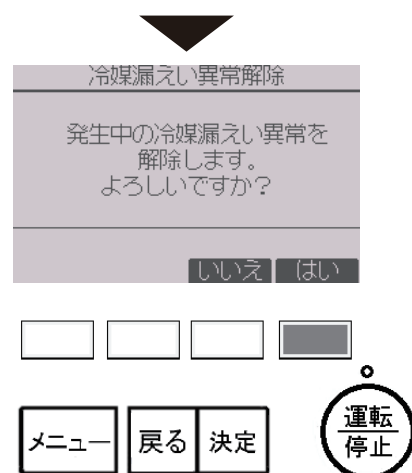 冷媒漏えい異常解除
発生中の冷媒漏えい異常を
解除します。
よろしいですか？
いいえ はい
メニュー 戻る 決定 運転
停止